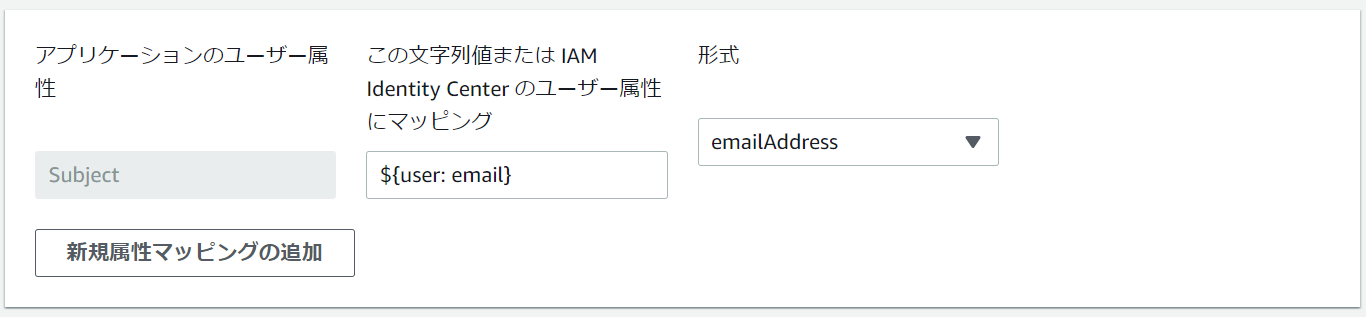 アプリケーションのユーザー属
性
この文字列値または IAM
Identity Center のユーザー属性
にマッピング
形式
Subject
${user: email}
emailAddress
新規属性マッピングの追加